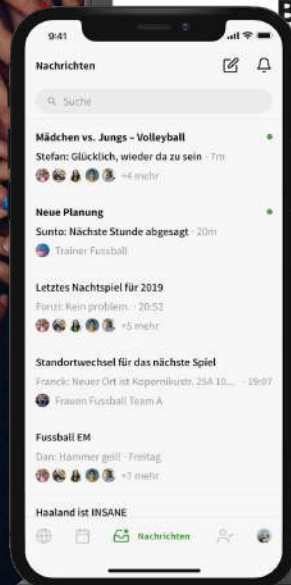 9:41
Nachrichten
Suche
Mädchen vs. Jungs – Volleyball
Stefan: Glücklich, wieder da zu sein · 7m
+4 mehr
Neue Planung
Sunto: Nächste Stunde abgesagt · 20m
Trainer Fussball
Letztes Nachtspiel für 2019
Fonzi: Kein problem. · 20:52
+5 mehr
Standortwechsel für das nächste Spiel
Franck: Neuer Ort ist Kopernikustr. 25A 10... · 19:07
Frauen Fussball Team A
Fussball EM
Dan: Hammer geil! · Freitag
+7 mehr
Haaland ist INSANE
Nachrichten